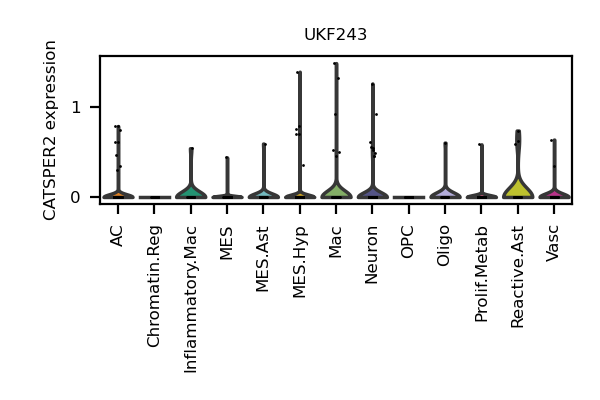 UKF243
CATSPER2 expression
1
0
AC
Chromatin.Reg
Inflammatory.Mac
MES
MES.Ast
MES.Hyp
Mac
Neuron
OPC
Oligo
Prolif.Metab
Reactive.Ast
Vasc